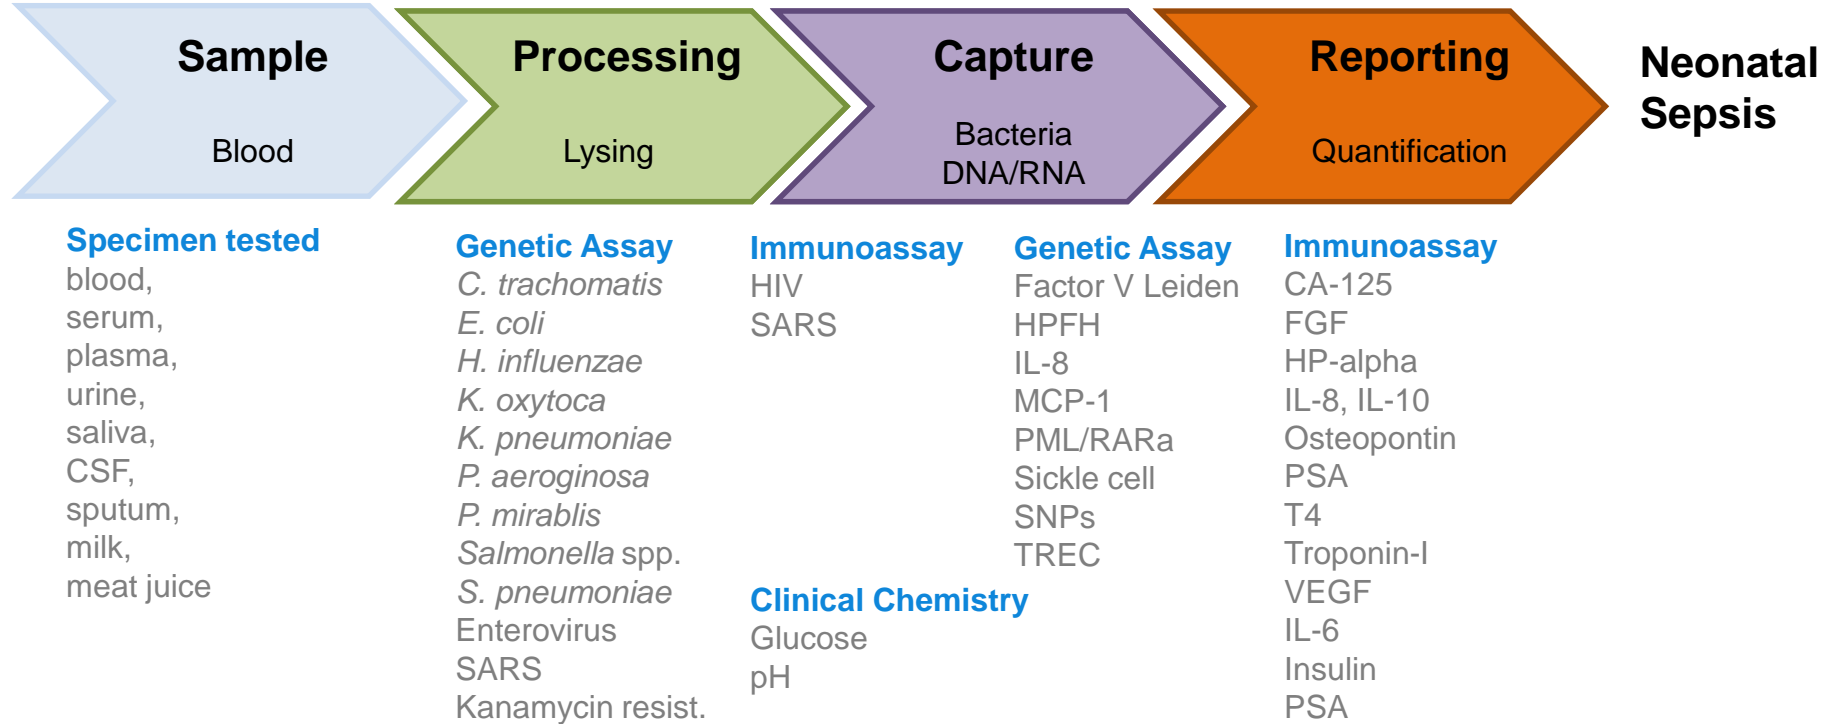 Sample
Blood
Processing
Lysing
Capture
Bacteria
DNA/RNA
Reporting
Quantification
Neonatal
Sepsis
Specimen tested
blood,
serum,
plasma,
urine,
saliva,
CSF,
sputum,
milk,
meat juice
Genetic Assay
C. trachomatis
E. coli
H. influenzae
K. oxytoca
K. pneumoniae
P. aeroginosa
P. mirablis
Salmonella spp.
S. pneumoniae
Enterovirus
SARS
Kanamycin resist.
Immunoassay
HIV
SARS
Clinical Chemistry
Glucose
pH
Genetic Assay
Factor V Leiden
HPFH
IL-8
MCP-1
PML/RARa
Sickle cell
SNPs
TREC
Immunoassay
CA-125
FGF
HP-alpha
IL-8, IL-10
Osteopontin
PSA
T4
Troponin-I
VEGF
IL-6
Insulin
PSA